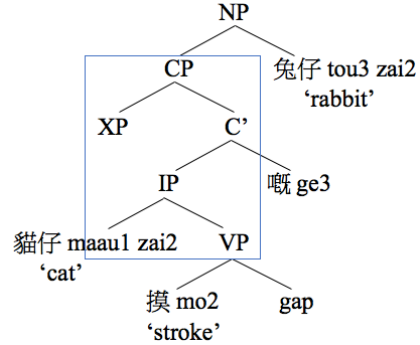 NP
CP
兔仔 tou3 zai2
‘rabbit’
XP
C’
IP
嘅 ge3
貓仔 maau1 zai2
‘cat’
VP
摸 mo2
‘stroke’
gap